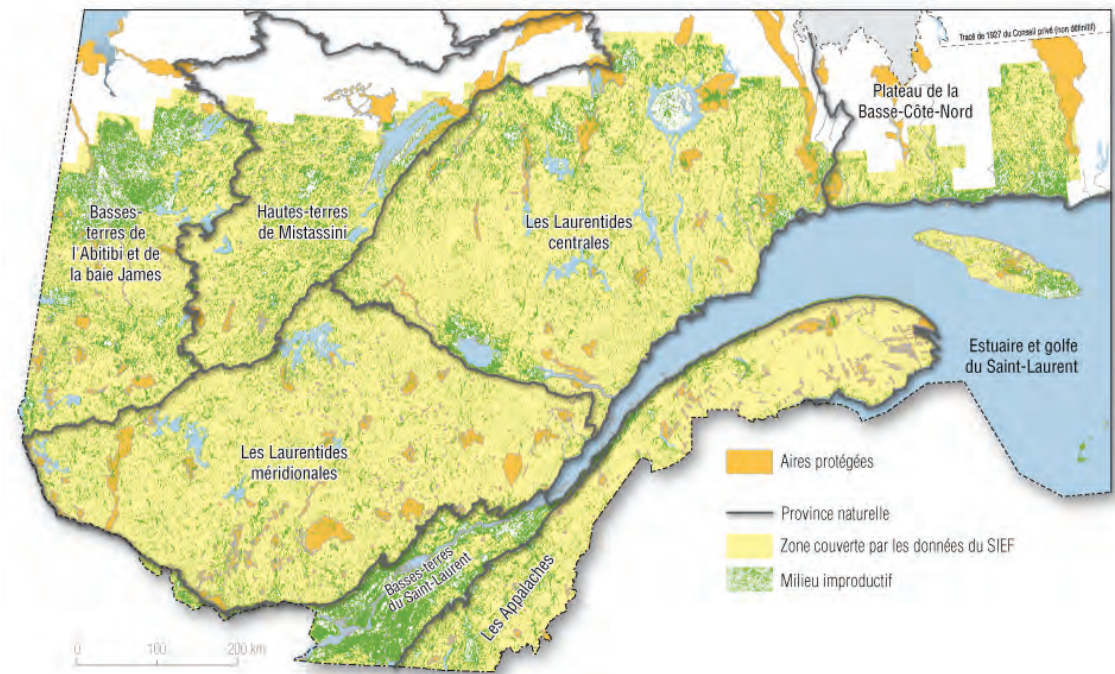 Tracé de 1927 du Conseil privé (non définitif)
Plateau de la
Basse-Côte-Nord
Basses-
terres de
l'Abitibi et de
la baie James
Hautes-terres
de Mistassini
Les Laurentides
centrales
Estuaire et golfe
du Saint-Laurent
Les Laurentides
méridionales
Basses-terres
du Saint-Laurent
Les Appalaches
Aires protégées
Province naturelle
Zone couverte par les données du SIEF
Milieu improductif
0 100 200 km